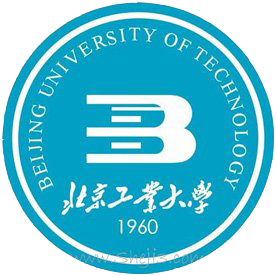 BEIJING UNIVERSITY OF TECHNOLOGY
B
北京工業大學
1960